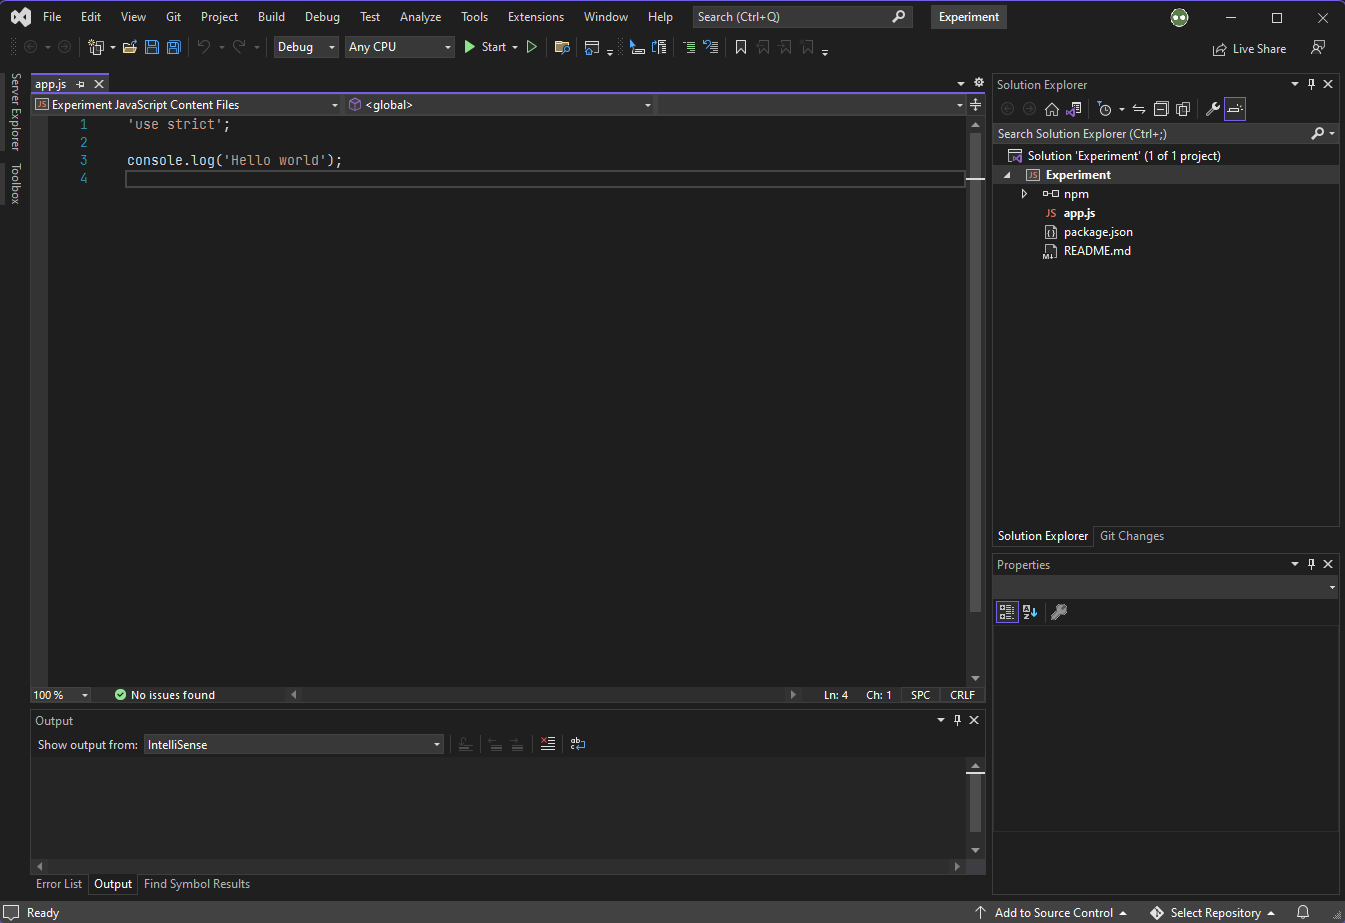 File Edit View Git Project Build Debug Test Analyze Tools Extensions Window Help Search (Ctrl+Q) Experiment
Debug Any CPU Start Live Share
Server Explorer
Toolbox
app.js
Experiment JavaScript Content Files <global>
1 'use strict';
2
3 console.log('Hello world');
4
100 % No issues found Ln: 4 Ch: 1 SPC CRLF
Output
Show output from: IntelliSense
Error List Output Find Symbol Results
Solution Explorer
Search Solution Explorer (Ctrl+;)
Solution 'Experiment' (1 of 1 project)
JS Experiment
npm
JS app.js
package.json
README.md
Solution Explorer Git Changes
Properties
Ready Add to Source Control Select Repository